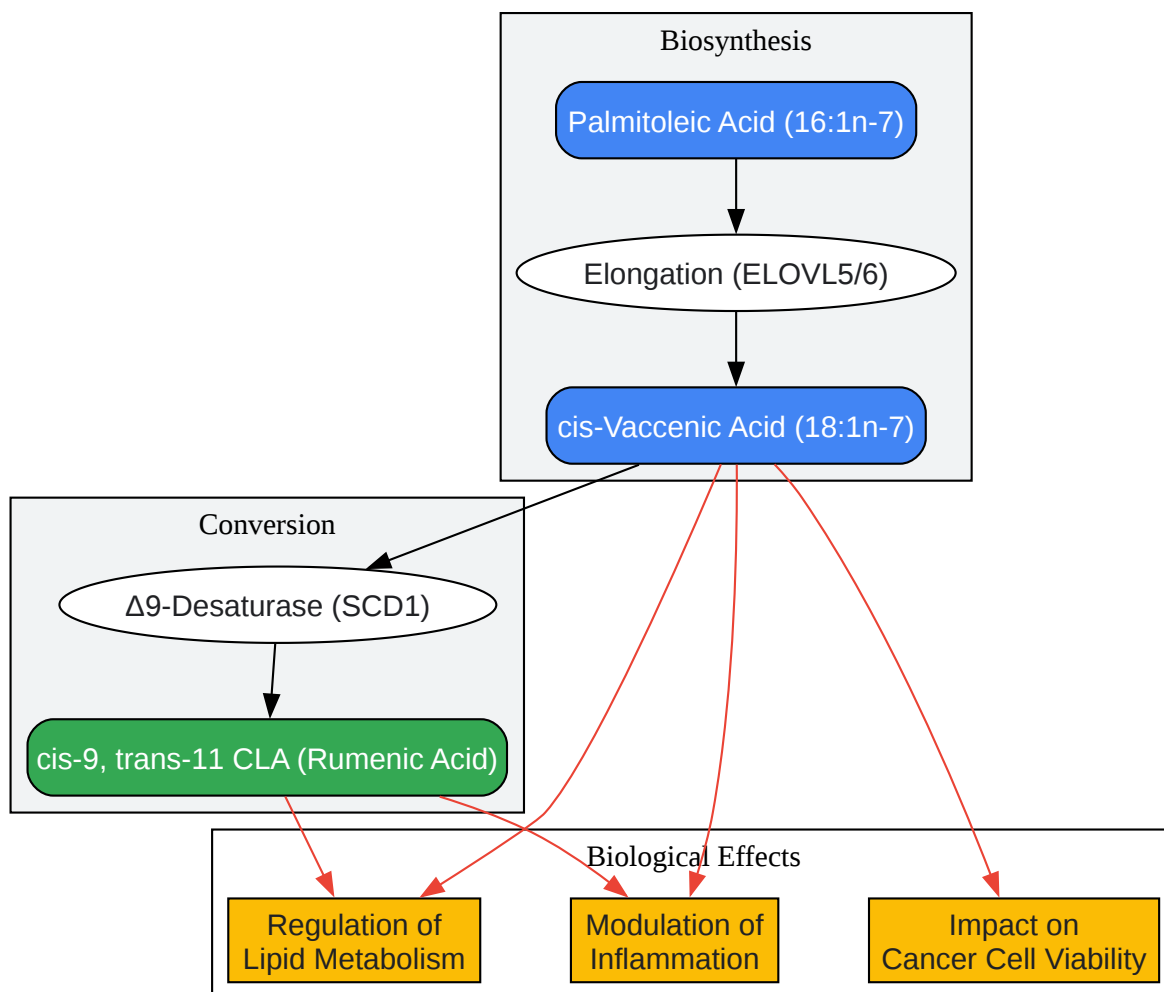 Biosynthesis
Palmitoleic Acid (16:1n-7)
Elongation (ELOVL5/6)
cis-Vaccenic Acid (18:1n-7)
Conversion
Δ9-Desaturase (SCD1)
cis-9, trans-11 CLA (Rumenic Acid)
Biological Effects
Regulation of
Lipid Metabolism
Modulation of
Inflammation
Impact on
Cancer Cell Viability